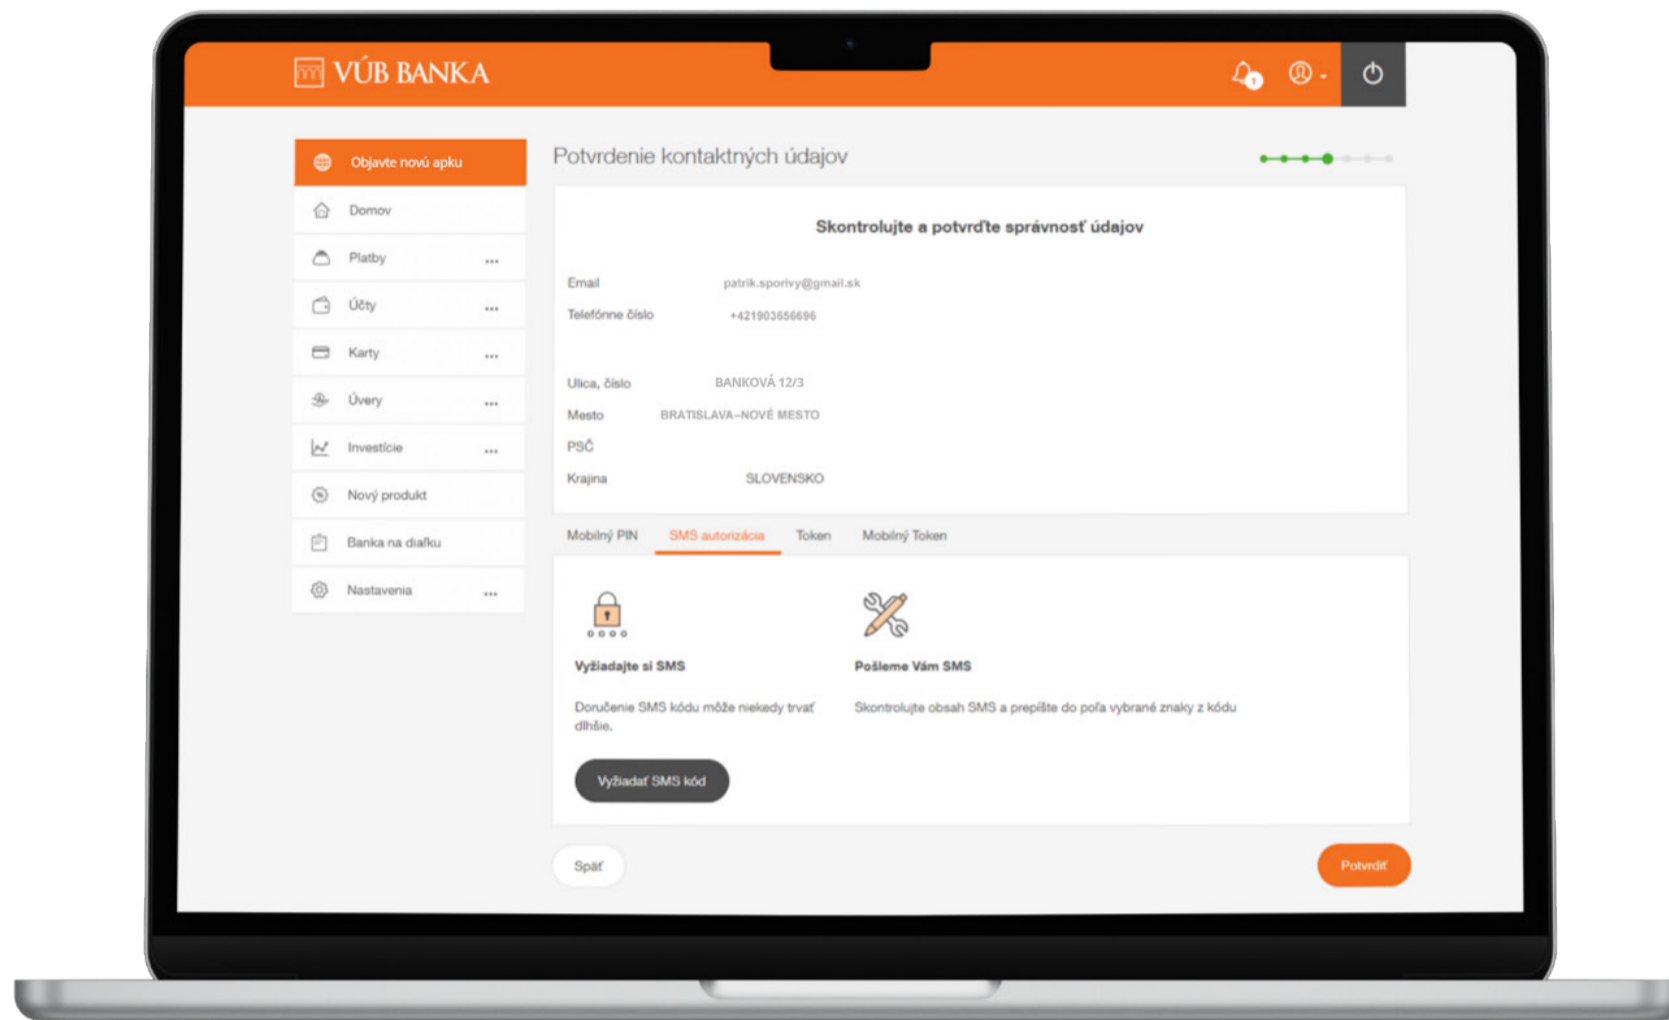 VÚB BANKA
1
Objavte novú apku
Domov
Platby
Účty
Karty
Úvery
Investície
Nový produkt
Banka na diaľku
Nastavenia
Potvrdenie kontaktných údajov
Skontrolujte a potvrďte správnosť údajov
Email patrik.sporivy@gmail.sk
Telefónne číslo +421903656696
Ulica, číslo BANKOVÁ 12/3
Mesto BRATISLAVA–NOVÉ MESTO
PSČ
Krajina SLOVENSKO
Mobilný PIN SMS autorizácia Token Mobilný Token
Vyžiadajte si SMS
Doručenie SMS kódu môže niekedy trvať
dlhšie.
Vyžiadať SMS kód
Pošleme Vám SMS
Skontrolujte obsah SMS a prepíšte do poľa vybrané znaky z kódu
Späť
Potvrdiť